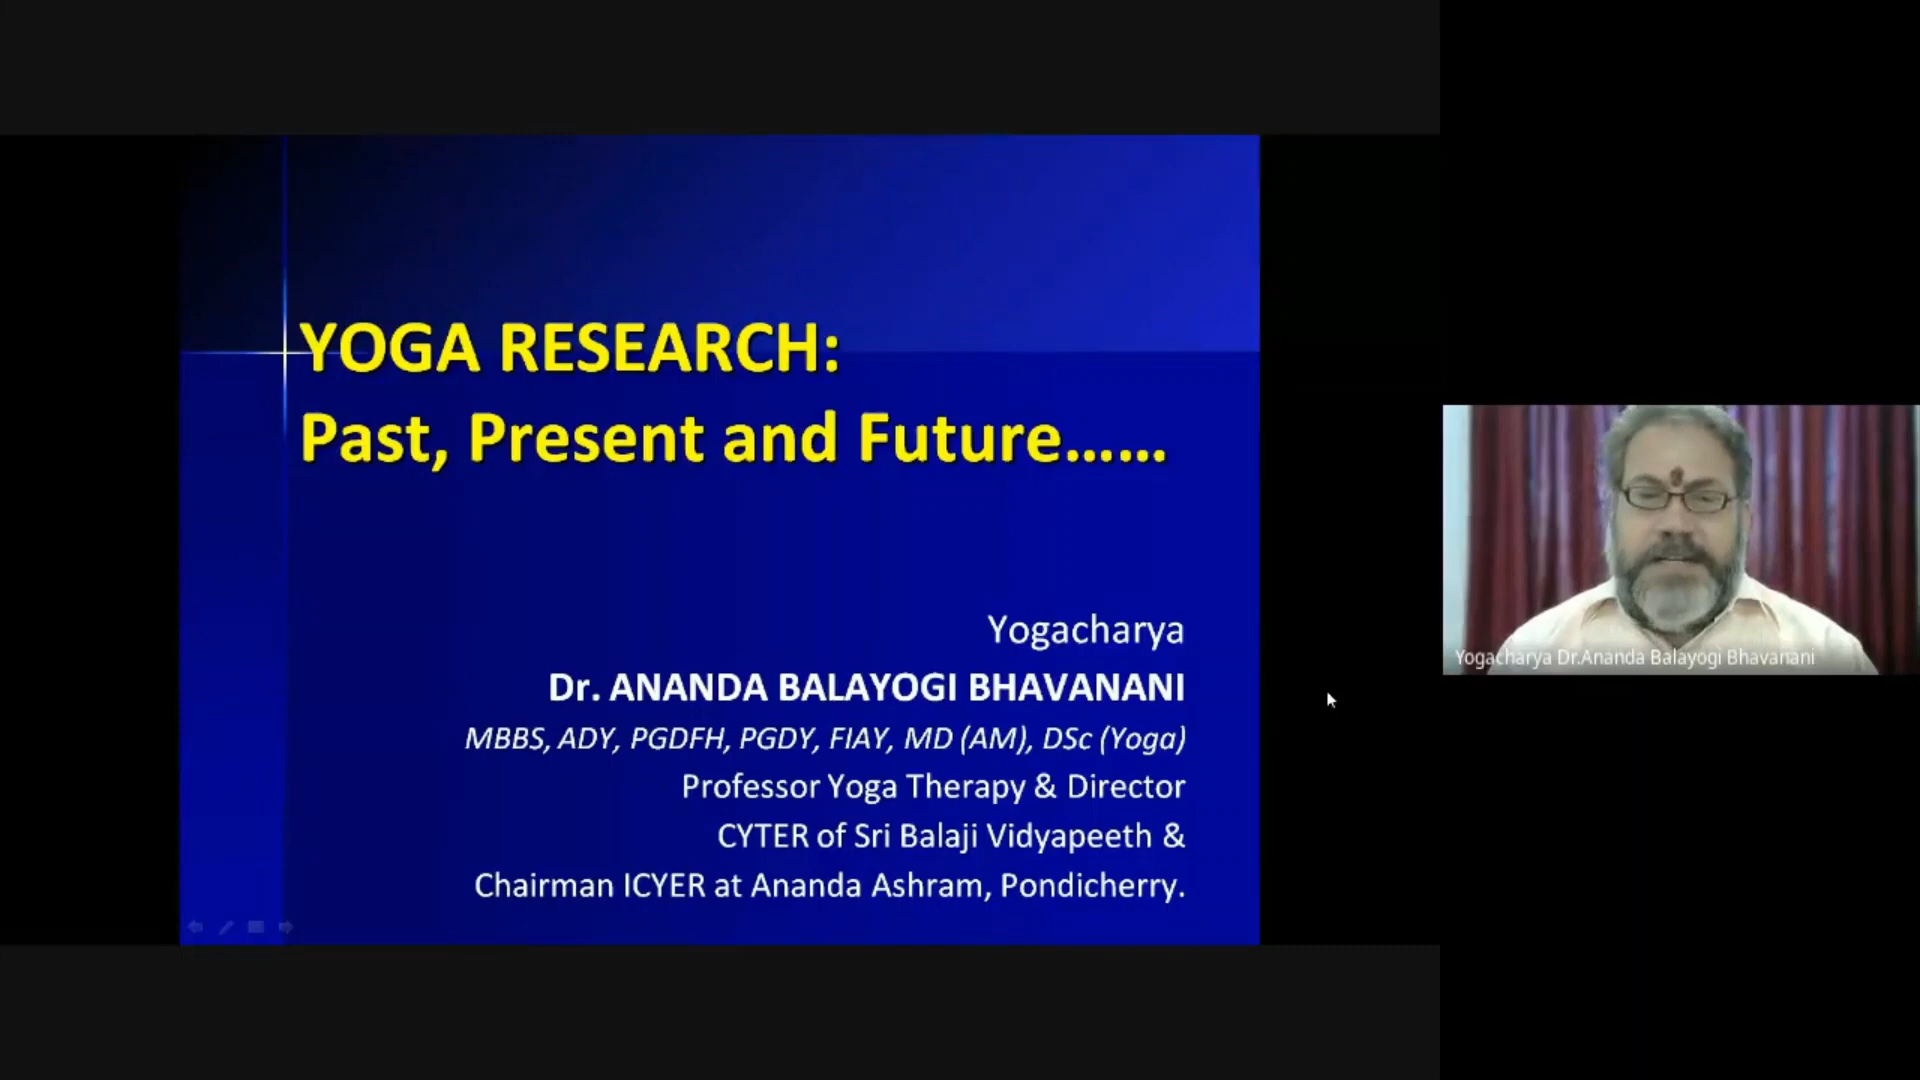 YOGA RESEARCH:
Past, Present and Future......
Yogacharya
Dr. ANANDA BALAYOGI BHAVANANI
MBBS, ADY, PGDFH, PGDY, FIAY, MD (AM), DSc (Yoga)
Professor Yoga Therapy & Director
CYTER of Sri Balaji Vidyapeeth &
Chairman ICYER at Ananda Ashram, Pondicherry.
Yogacharya Dr.Ananda Balayogi Bhavanani